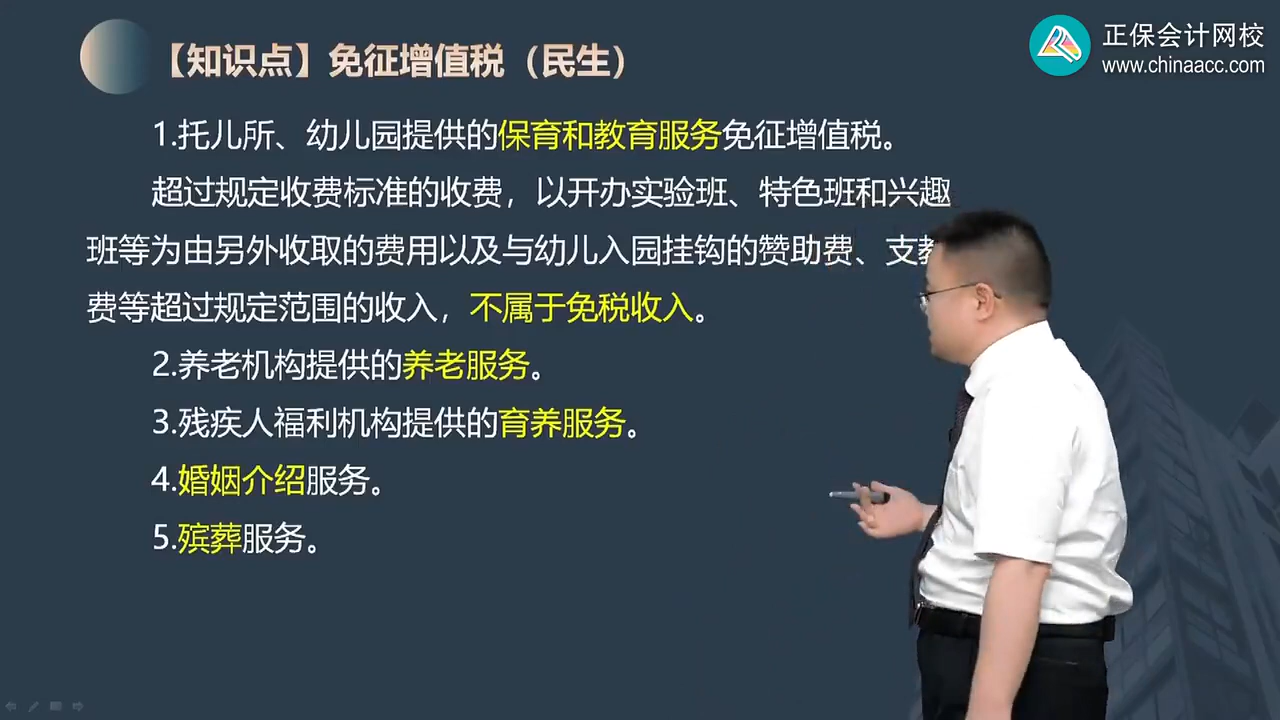 【知识点】免征增值税（民生）
正保会计网校
www.chinaacc.com
1.托儿所、幼儿园提供的保育和教育服务免征增值税。
超过规定收费标准的收费，以开办实验班、特色班和兴趣
班等为由另外收取的费用以及与幼儿入园挂钩的赞助费、支教
费等超过规定范围的收入，不属于免税收入。
2.养老机构提供的养老服务。
3.残疾人福利机构提供的育养服务。
4.婚姻介绍服务。
5.殡葬服务。